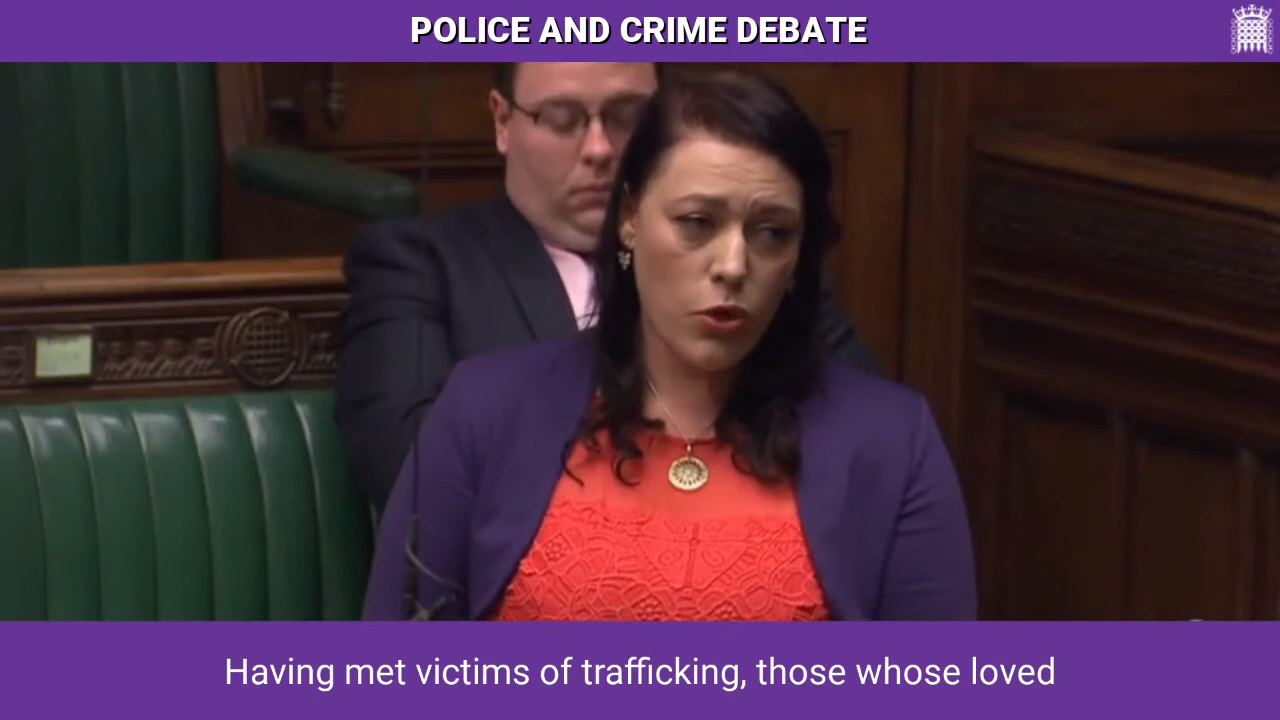 POLICE AND CRIME DEBATE
Having met victims of trafficking, those whose loved